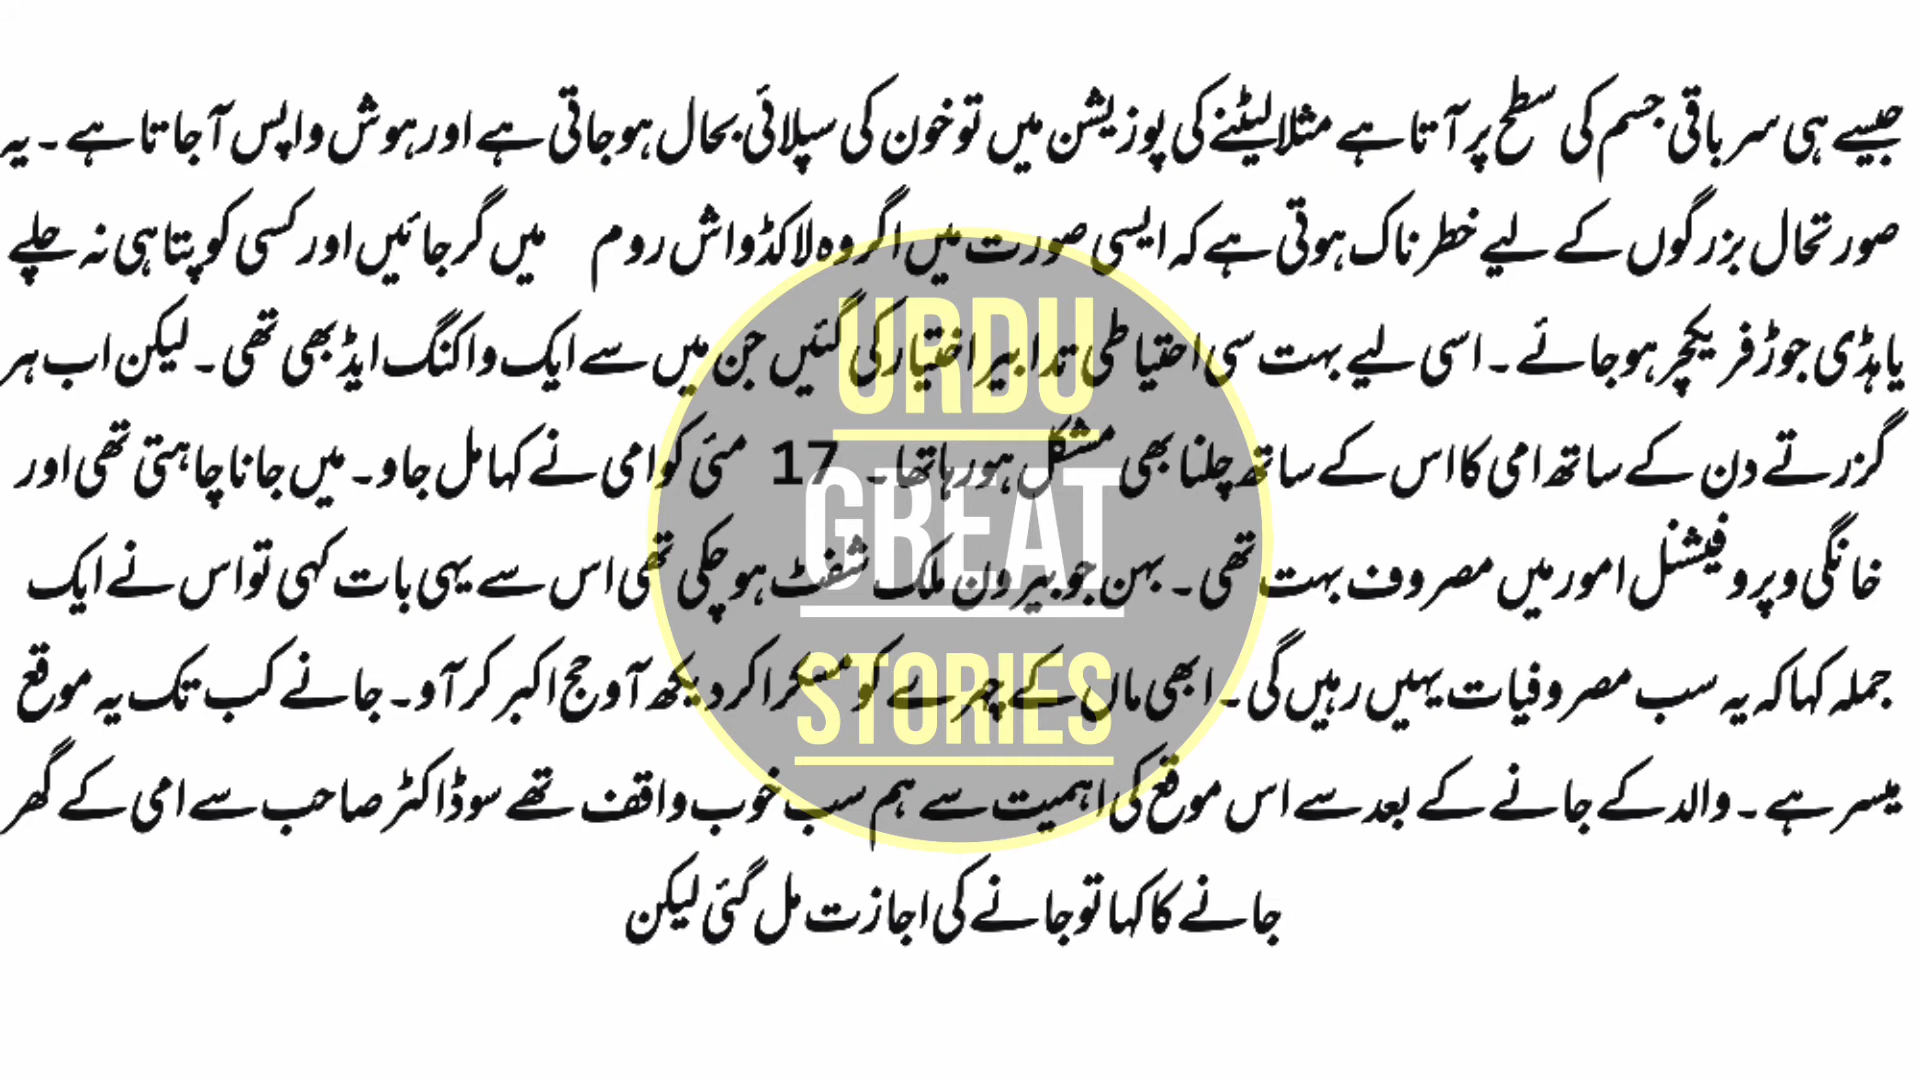 جیسے ہی سر باقی جسم کی سطح پر آتا ہے مثلا لیٹنے کی پوزیشن میں تو خون کی سپلائی بحال ہو جاتی ہے اور ہوش واپس آجاتا ہے ۔ یہ
صورتحال بزرگوں کے لیے خطرناک ہوتی ہے کہ ایسی صورت میں اگر وہ لاکڈ واش روم میں گر جائیں اور کسی کو پتا ہی نہ چلے
یا ہڈی جوڑ فریکچر ہو جائے ۔ اسی لیے بہت سی احتیاطی تدابیر اختیار کی گئیں جن میں سے ایک واکنگ ایڈ بھی تھی ۔ لیکن اب ہر
گزرتے دن کے ساتھ امی کا اس کے ساتھ چلنا بھی مشکل ہو رہا تھا ۔ 17 مئی کو امی نے کہا مل جاو ۔ میں جانا چاہتی تھی اور
خانگی و پروفیشنل امور میں مصروف بہت تھی ۔ بہن جو بیرون ملک شفٹ ہو چکی تھی اس سے یہی بات کہی تو اس نے ایک
جملہ کہا کہ یہ سب مصروفیات یہیں رہیں گی ۔ ابھی ماں کے چہرے کو مسکرا کر دیکھ آو حج اکبر کر آو ۔ جانے کب تک یہ موقع
میسر ہے ۔ والد کے جانے کے بعد سے اس موقع کی اہمیت سے ہم سب خوب واقف تھے سو ڈاکٹر صاحب سے امی کے گھر
جانے کا کہا تو جانے کی اجازت مل گئی لیکن
URDU
GREAT
STORIES